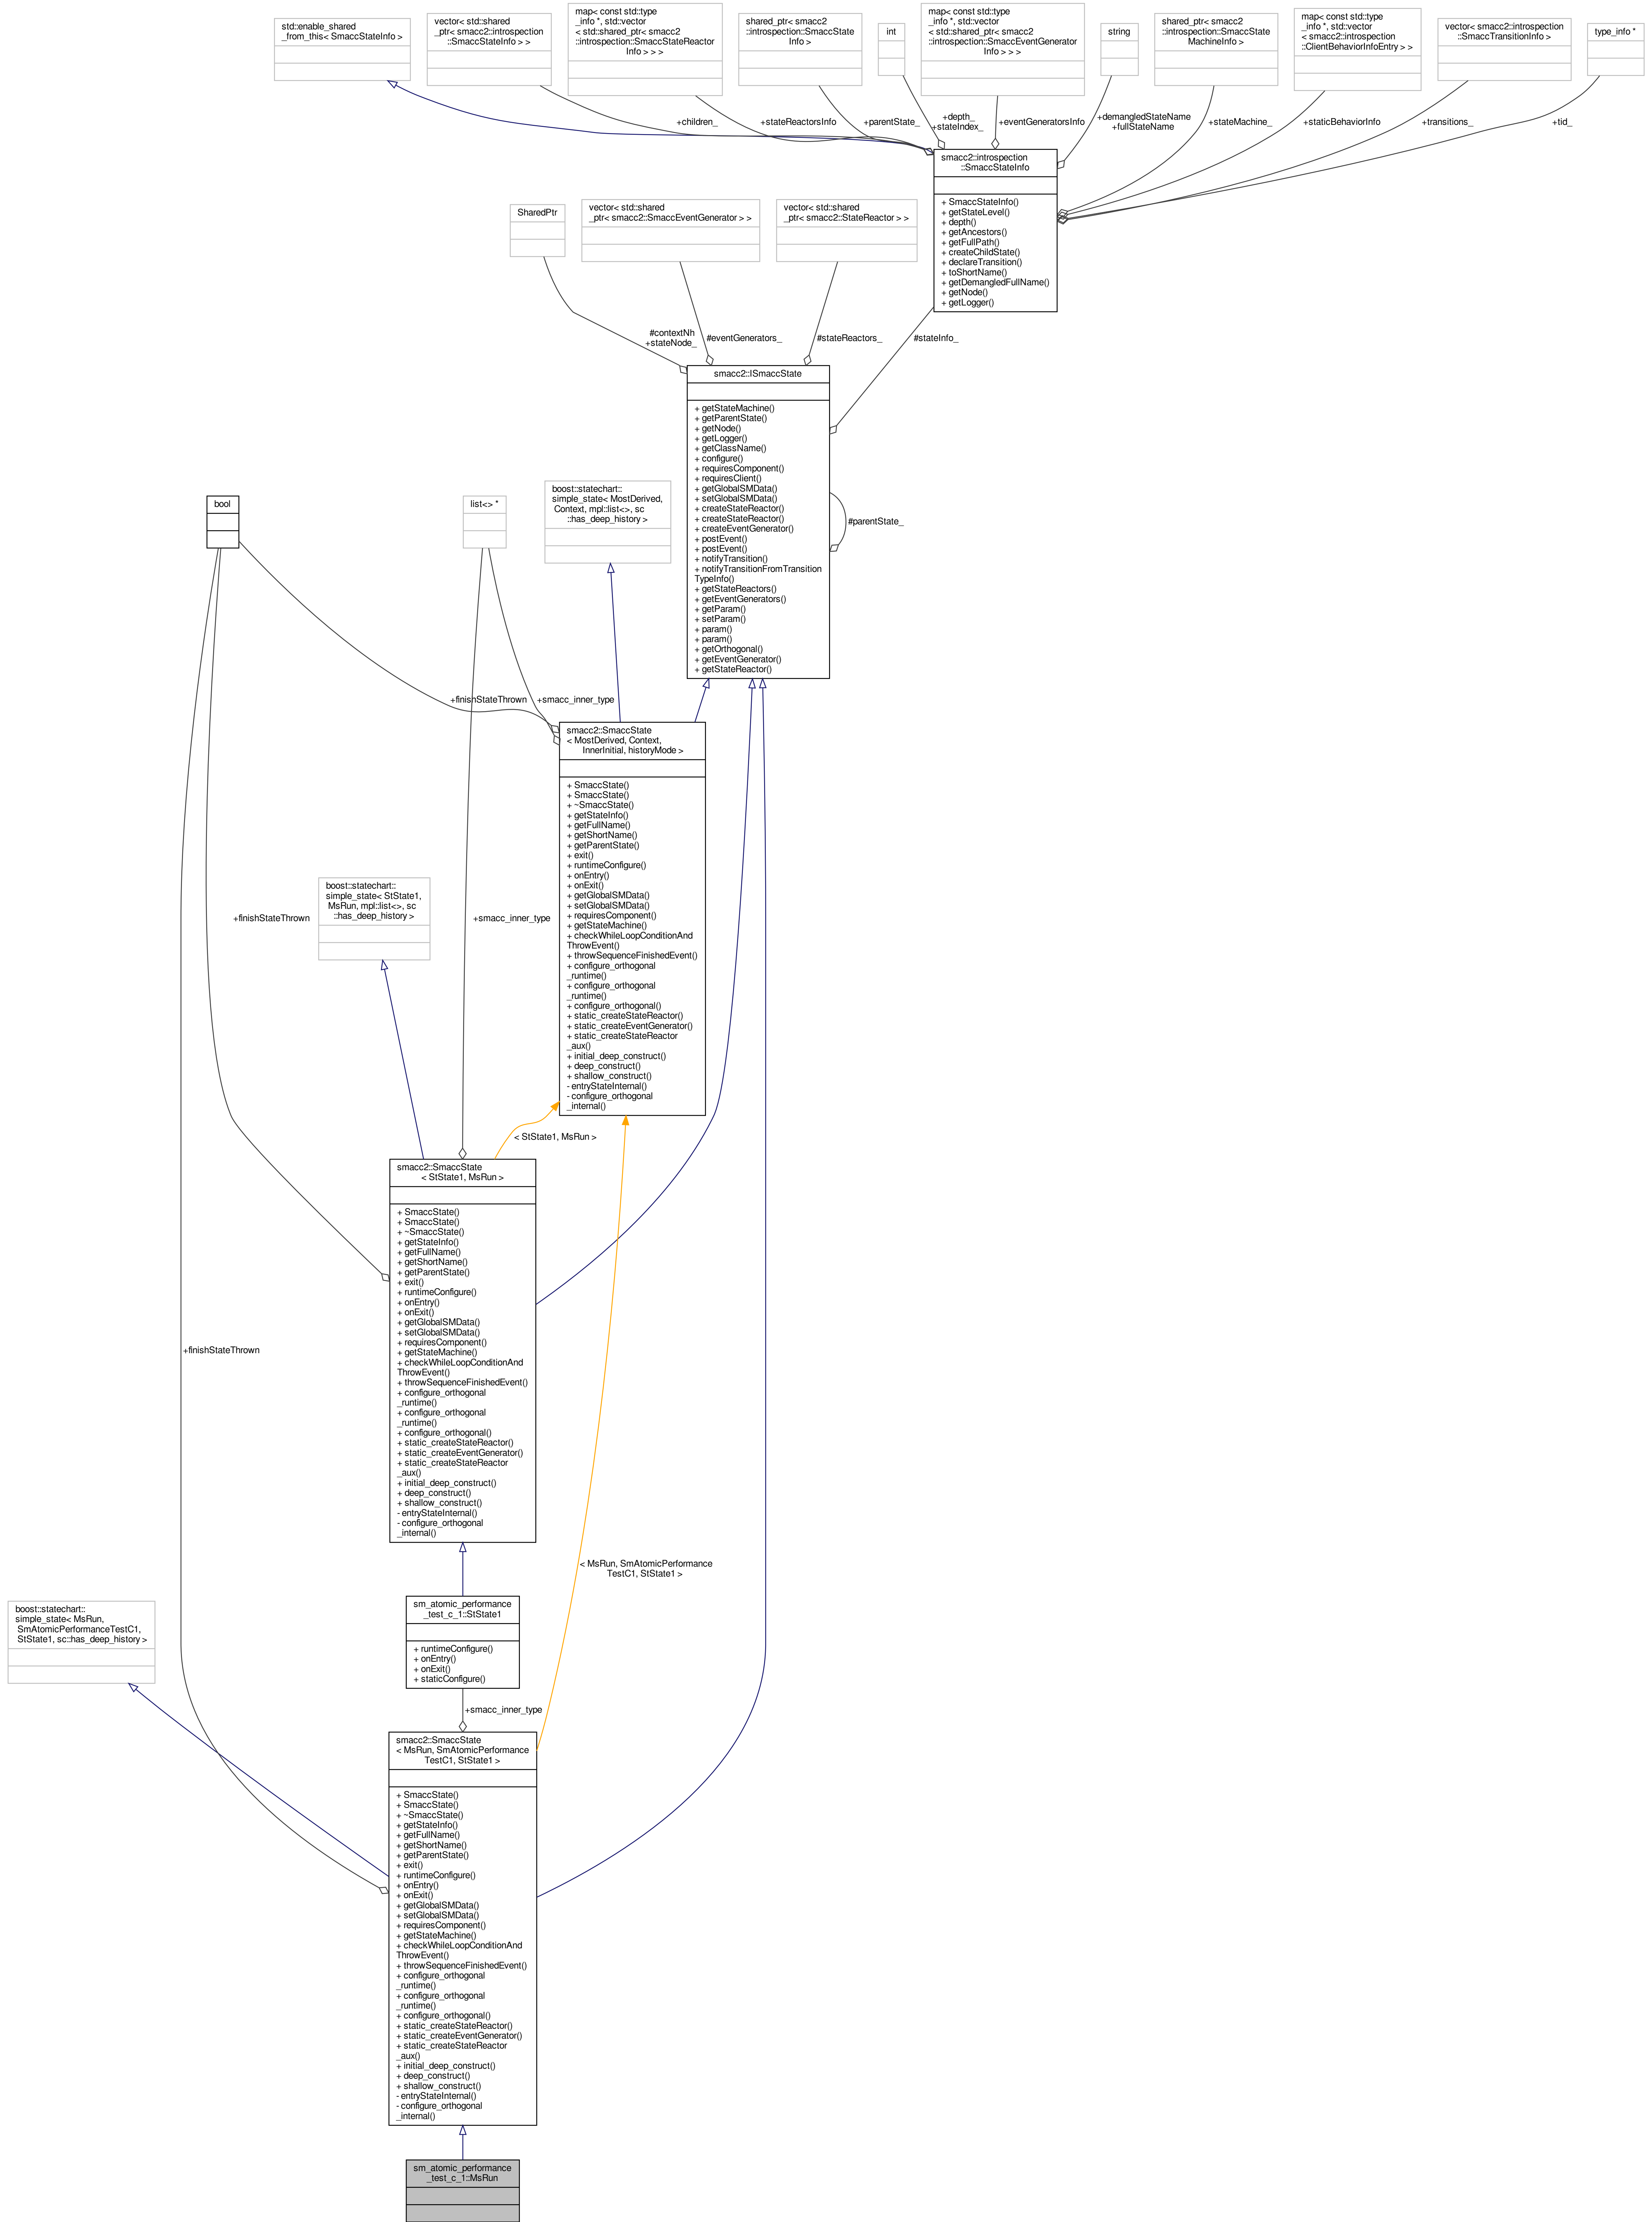 std::enable_shared
_from_this< SmaccStateInfo >
vector< std::shared
_ptr< smacc2::introspection
::SmaccStateInfo > >
map< const std::type
_info *, std::vector
< std::shared_ptr< smacc2
::introspection::SmaccStateReactor
Info > > >
shared_ptr< smacc2
::introspection::SmaccState
Info >
int
map< const std::type
_info *, std::vector
< std::shared_ptr< smacc2
::introspection::SmaccEventGenerator
Info > > >
string
shared_ptr< smacc2
::introspection::SmaccState
MachineInfo >
map< const std::type
_info *, std::vector
< smacc2::introspection
::ClientBehaviorInfoEntry > >
vector< smacc2::introspection
::SmaccTransitionInfo >
type_info *
+children_
+stateReactorsInfo
+parentState_
+depth_
+stateIndex_
+eventGeneratorsInfo
+demangledStateName
+fullStateName
+stateMachine_
+staticBehaviorInfo
+transitions_
+tid_
smacc2::introspection
::SmaccStateInfo
+ SmaccStateInfo()
+ getStateLevel()
+ depth()
+ getAncestors()
+ getFullPath()
+ createChildState()
+ declareTransition()
+ toShortName()
+ getDemangledFullName()
+ getNode()
+ getLogger()
SharedPtr
vector< std::shared
_ptr< smacc2::SmaccEventGenerator > >
vector< std::shared
_ptr< smacc2::StateReactor > >
#contextNh
+stateNode_
#eventGenerators_
#stateReactors_
#stateInfo_
smacc2::ISmaccState
+ getStateMachine()
+ getParentState()
+ getNode()
+ getLogger()
+ getClassName()
+ configure()
+ requiresComponent()
+ requiresClient()
+ getGlobalSMData()
+ setGlobalSMData()
+ createStateReactor()
+ createStateReactor()
+ createEventGenerator()
+ postEvent()
+ postEvent()
+ notifyTransition()
+ notifyTransitionFromTransition
TypeInfo()
+ getStateReactors()
+ getEventGenerators()
+ getParam()
+ setParam()
+ param()
+ param()
+ getOrthogonal()
+ getEventGenerator()
+ getStateReactor()
#parentState_
bool
list<> *
boost::statechart::
simple_state< MostDerived,
Context, mpl::list<>, sc
::has_deep_history >
+finishStateThrown
+smacc_inner_type
smacc2::SmaccState
< MostDerived, Context,
InnerInitial, historyMode >
+ SmaccState()
+ SmaccState()
+ ~SmaccState()
+ getStateInfo()
+ getFullName()
+ getShortName()
+ getParentState()
+ exit()
+ runtimeConfigure()
+ onEntry()
+ onExit()
+ getGlobalSMData()
+ setGlobalSMData()
+ requiresComponent()
+ getStateMachine()
+ checkWhileLoopConditionAnd
ThrowEvent()
+ throwSequenceFinishedEvent()
+ configure_orthogonal
_runtime()
+ configure_orthogonal
_runtime()
+ configure_orthogonal()
+ static_createStateReactor()
+ static_createEventGenerator()
+ static_createStateReactor
_aux()
+ initial_deep_construct()
+ deep_construct()
+ shallow_construct()
- entryStateInternal()
- configure_orthogonal
_internal()
boost::statechart::
simple_state< StState1,
MsRun, mpl::list<>, sc
::has_deep_history >
+finishStateThrown
+smacc_inner_type
< StState1, MsRun >
smacc2::SmaccState
< StState1, MsRun >
+ SmaccState()
+ SmaccState()
+ ~SmaccState()
+ getStateInfo()
+ getFullName()
+ getShortName()
+ getParentState()
+ exit()
+ runtimeConfigure()
+ onEntry()
+ onExit()
+ getGlobalSMData()
+ setGlobalSMData()
+ requiresComponent()
+ getStateMachine()
+ checkWhileLoopConditionAnd
ThrowEvent()
+ throwSequenceFinishedEvent()
+ configure_orthogonal
_runtime()
+ configure_orthogonal
_runtime()
+ configure_orthogonal()
+ static_createStateReactor()
+ static_createEventGenerator()
+ static_createStateReactor
_aux()
+ initial_deep_construct()
+ deep_construct()
+ shallow_construct()
- entryStateInternal()
- configure_orthogonal
_internal()
+finishStateThrown
< MsRun, SmAtomicPerformance
TestC1, StState1 >
boost::statechart::
simple_state< MsRun,
SmAtomicPerformanceTestC1,
StState1, sc::has_deep_history >
sm_atomic_performance
_test_c_1::StState1
+ runtimeConfigure()
+ onEntry()
+ onExit()
+ staticConfigure()
+smacc_inner_type
smacc2::SmaccState
< MsRun, SmAtomicPerformance
TestC1, StState1 >
+ SmaccState()
+ SmaccState()
+ ~SmaccState()
+ getStateInfo()
+ getFullName()
+ getShortName()
+ getParentState()
+ exit()
+ runtimeConfigure()
+ onEntry()
+ onExit()
+ getGlobalSMData()
+ setGlobalSMData()
+ requiresComponent()
+ getStateMachine()
+ checkWhileLoopConditionAnd
ThrowEvent()
+ throwSequenceFinishedEvent()
+ configure_orthogonal
_runtime()
+ configure_orthogonal
_runtime()
+ configure_orthogonal()
+ static_createStateReactor()
+ static_createEventGenerator()
+ static_createStateReactor
_aux()
+ initial_deep_construct()
+ deep_construct()
+ shallow_construct()
- entryStateInternal()
- configure_orthogonal
_internal()
sm_atomic_performance
_test_c_1::MsRun